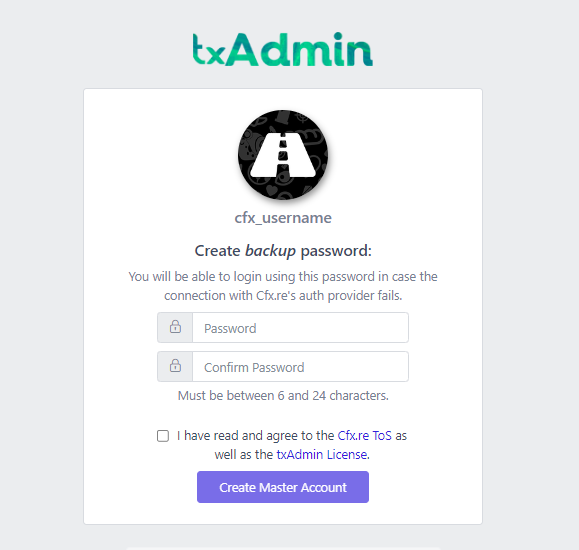 txAdmin
cfx_username
Create backup password:
You will be able to login using this password in case the
connection with Cfx.re's auth provider fails.
Password
Confirm Password
Must be between 6 and 24 characters.
I have read and agree to the Cfx.re ToS as
well as the txAdmin License.
Create Master Account